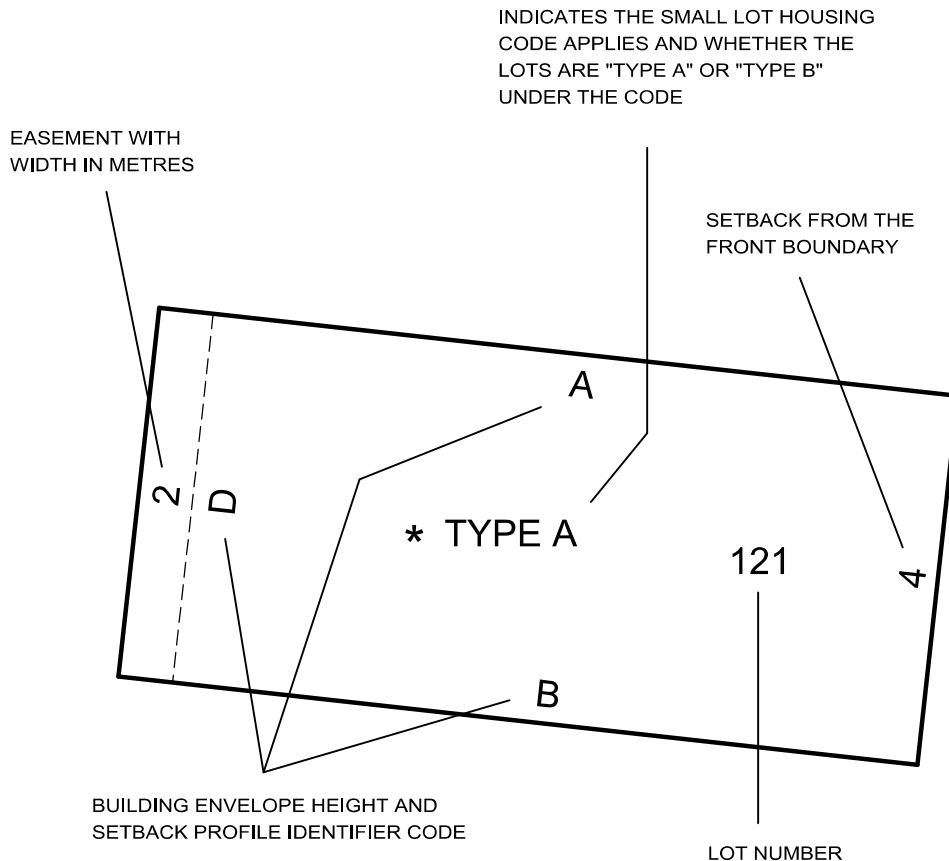 INDICATES THE SMALL LOT HOUSING
CODE APPLIES AND WHETHER THE
LOTS ARE "TYPE A" OR "TYPE B"
UNDER THE CODE
EASEMENT WITH
WIDTH IN METRES
SETBACK FROM THE
FRONT BOUNDARY
A
2
D
* TYPE A
121
4
B
BUILDING ENVELOPE HEIGHT AND
SETBACK PROFILE IDENTIFIER CODE
LOT NUMBER